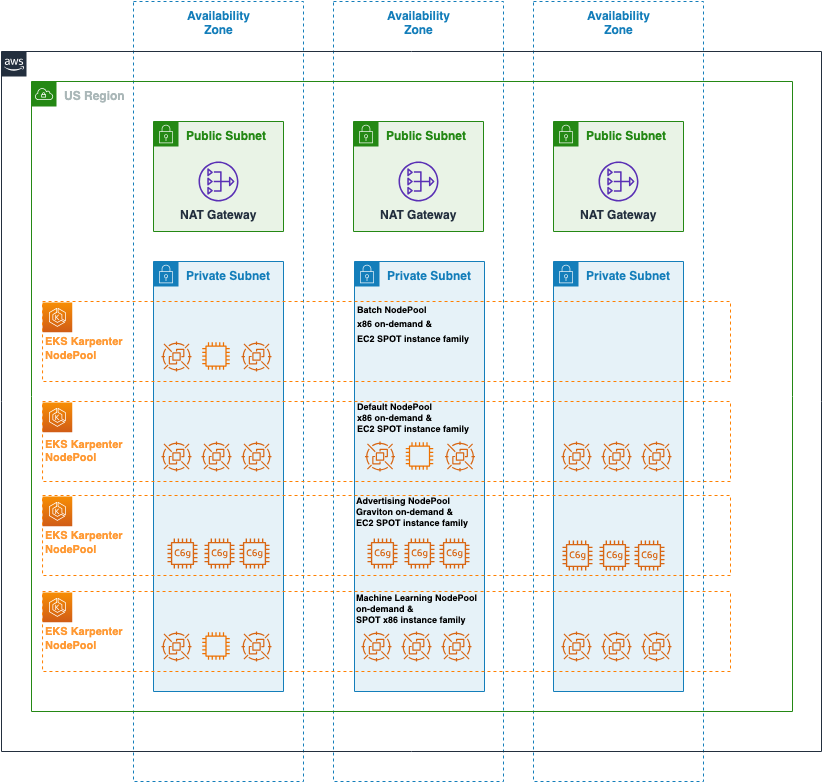 Availability
Zone
Availability
Zone
Availability
Zone
aws
US Region
Public Subnet
NAT Gateway
Public Subnet
NAT Gateway
Public Subnet
NAT Gateway
Private Subnet
Private Subnet
Private Subnet
K
EKS Karpenter
NodePool
Batch NodePool
x86 on-demand &
EC2 SPOT instance family
K
EKS Karpenter
NodePool
Default NodePool
x86 on-demand &
EC2 SPOT instance family
K
EKS Karpenter
NodePool
Advertising NodePool
Graviton on-demand &
EC2 SPOT instance family
C6g C6g C6g
C6g C6g C6g
C6g C6g C6g
K
EKS Karpenter
NodePool
Machine Learning NodePool
on-demand &
SPOT x86 instance family